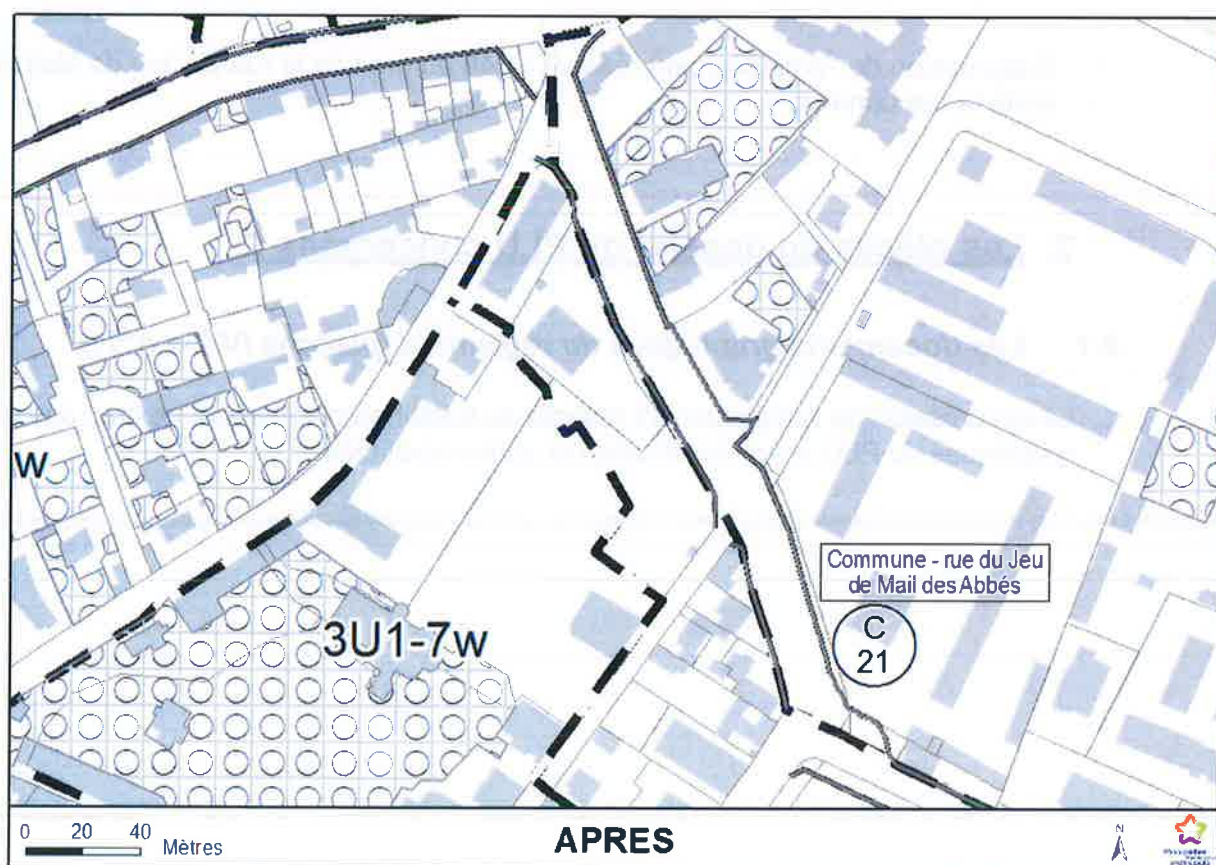 w
3U1-7w
Commune - rue du Jeu
de Mail des Abbés
C
21
0 20 40
Mètres
APRES
N